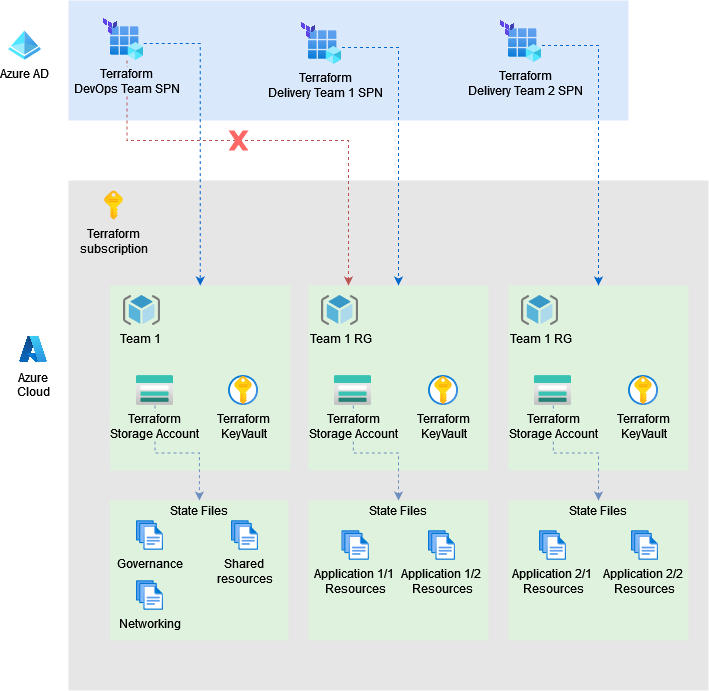 Azure AD
Terraform
DevOps Team SPN
Terraform
Delivery Team 1 SPN
Terraform
Delivery Team 2 SPN
Terraform
subscription
Azure
Cloud
Team 1
Team 1 RG
Team 1 RG
Terraform
Storage Account
Terraform
KeyVault
Terraform
Storage Account
Terraform
KeyVault
Terraform
Storage Account
Terraform
KeyVault
State Files
Governance
Shared
resources
Networking
State Files
Application 1/1
Resources
Application 1/2
Resources
State Files
Application 2/1
Resources
Application 2/2
Resources